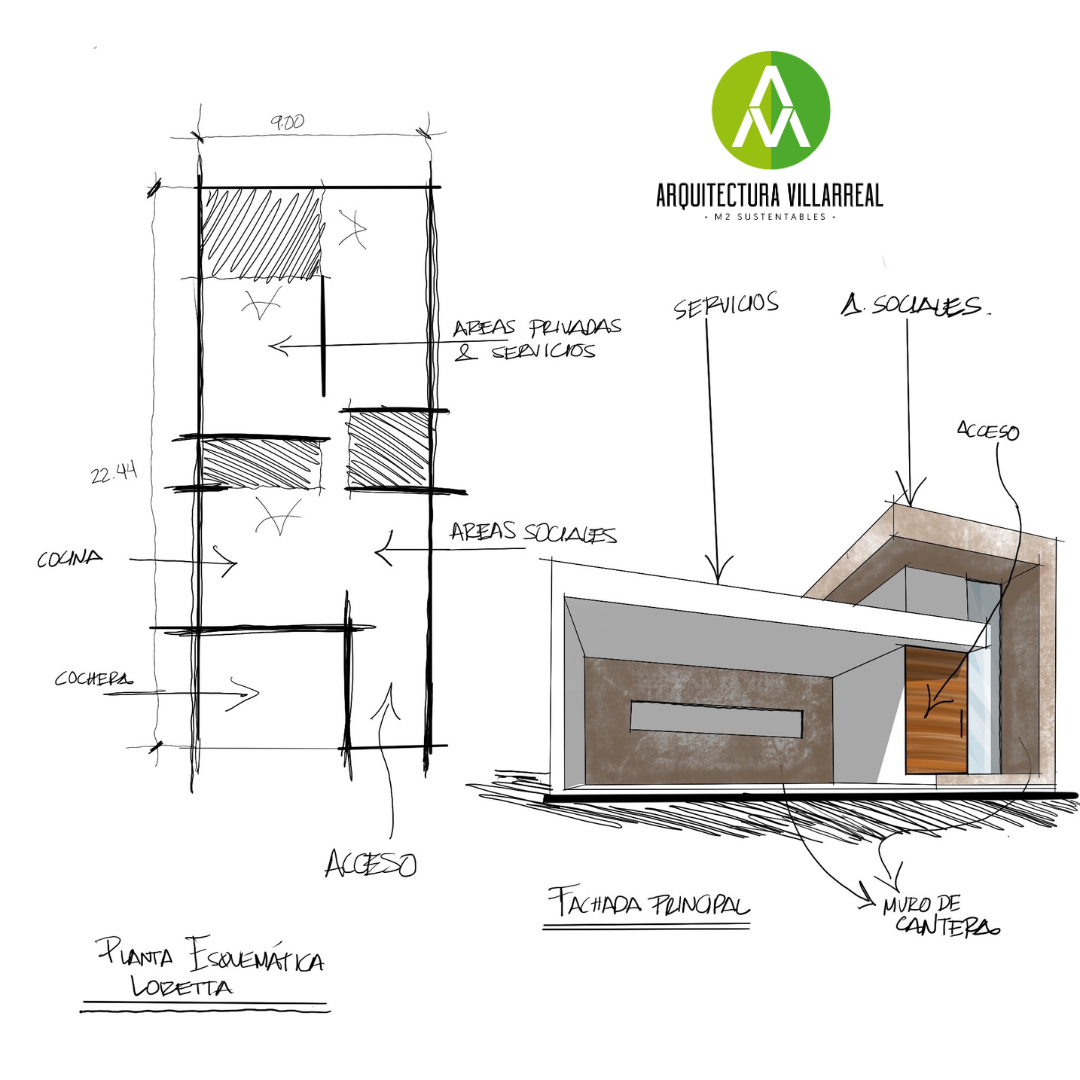 ARQUITECTURA VILLARREAL
• M2 SUSTENTABLES •
9.00
22.44
AREAS PRIVADAS
& SERVICIOS
AREAS SOCIALES
COCINA
COCHERA
ACCESO
PLANTA ESQUEMÁTICA
LORETTA
SERVICIOS
A. SOCIALES.
ACCESO
MURO DE
CANTERA
FACHADA PRINCIPAL